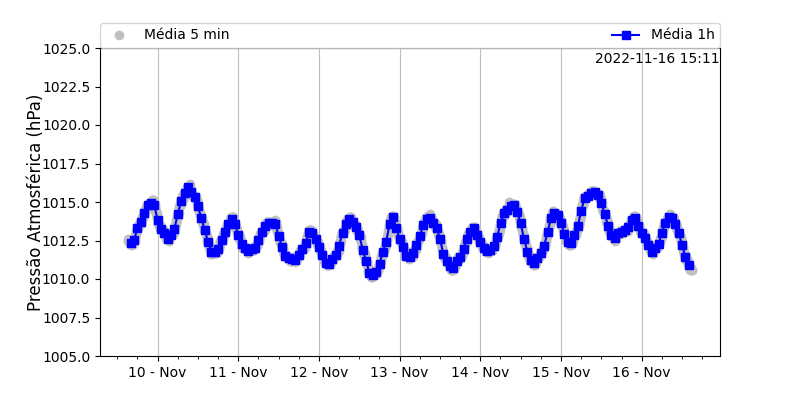 Média 5 min
Média 1h
2022-11-16 15:11
Pressão Atmosférica (hPa)
1025.0
1022.5
1020.0
1017.5
1015.0
1012.5
1010.0
1007.5
1005.0
10 - Nov
11 - Nov
12 - Nov
13 - Nov
14 - Nov
15 - Nov
16 - Nov